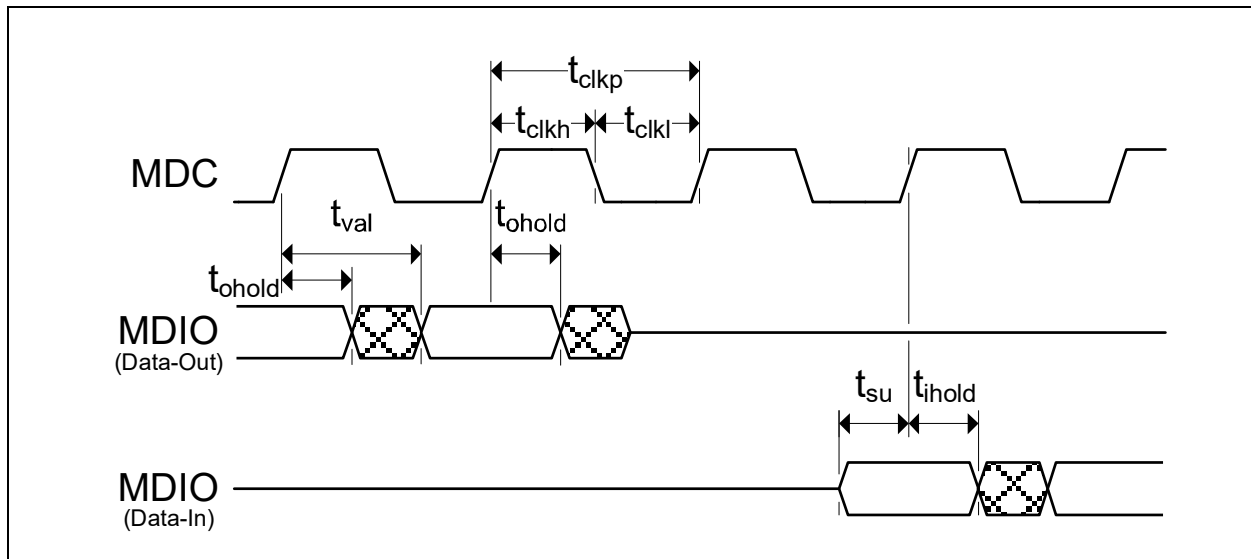 tclkp
tclkh tclkl
MDC
tval tohold
tohold
MDIO
(Data-Out)
tsu tihold
MDIO
(Data-In)